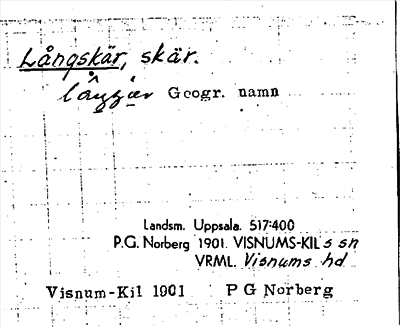 Långskär, skär.
Geogr. namn
Landsm. Uppsala. 517:400
P.G. Norberg 1901. VISNUMS-KIL s sn
VRML. Visnums hd
Visnum-Kil 1901 P G Norberg